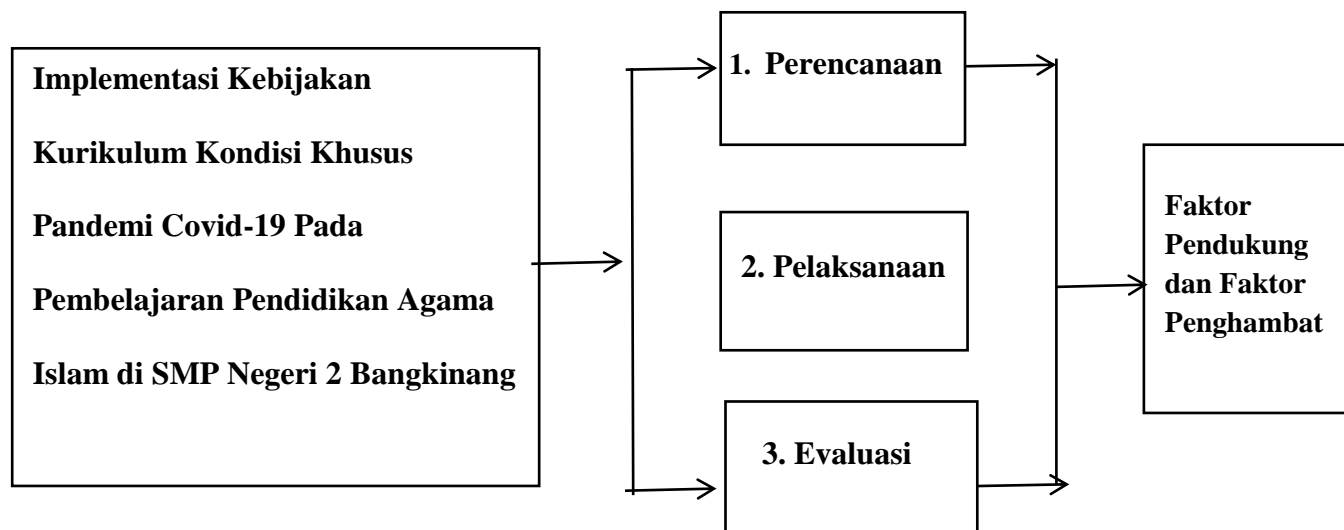 Implementasi Kebijakan
Kurikulum Kondisi Khusus
Pandemi Covid-19 Pada
Pembelajaran Pendidikan Agama
Islam di SMP Negeri 2 Bangkinang
1. Perencanaan
2. Pelaksanaan
3. Evaluasi
Faktor
Pendukung
dan Faktor
Penghambat